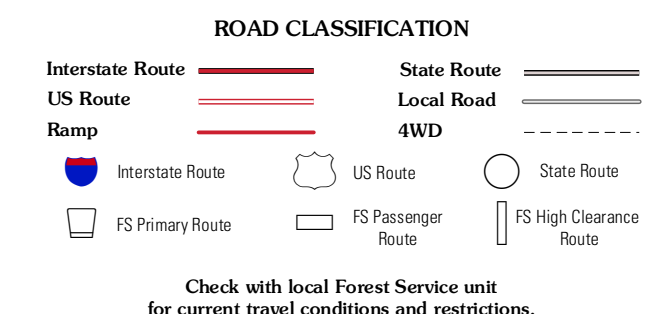 ROAD CLASSIFICATION
Interstate Route
State Route
US Route
Local Road
Ramp
4WD
Interstate Route
US Route
State Route
FS Primary Route
FS Passenger
Route
FS High Clearance
Route
Check with local Forest Service unit
for current travel conditions and restrictions.